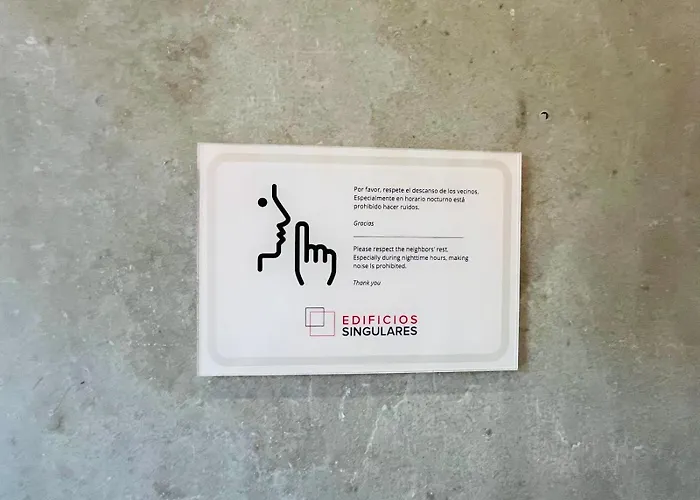 Por favor, respete el descanso de los vecinos.
Especialmente en horario nocturno está
prohibido hacer ruidos.
Gracias
Please respect the neighbors' rest.
Especially during nighttime hours, making
noise is prohibited.
Thank you
EDIFICIOS
SINGULARES